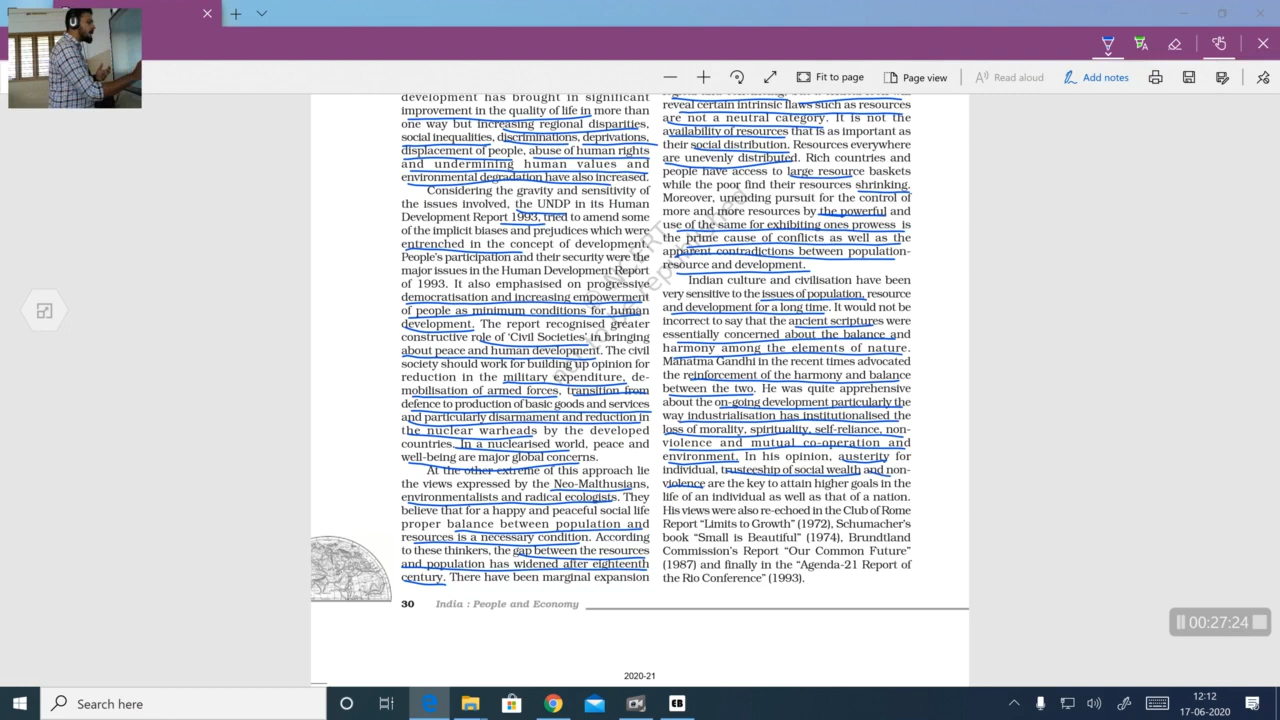 Fit to page
Page view
Read aloud
Add notes
development has brought in significant
improvement in the quality of life in more than
one way but increasing regional disparities,
social inequalities, discriminations, deprivations,
displacement of people, abuse of human rights
and undermining human values and
environmental degradation have also increased.
Considering the gravity and sensitivity of
the issues involved, the UNDP in its Human
Development Report 1993, tried to amend some
of the implicit biases and prejudices which were
entrenched in the concept of development.
People's participation and their security were the
major issues in the Human Development Report
of 1993. It also emphasised on progressive
democratisation and increasing empowerment
of people as minimum conditions for human
development. The report recognised greater
constructive role of 'Civil Societies' in bringing
about peace and human development. The civil
society should work for building up opinion for
reduction in the military expenditure, de-
mobilisation of armed forces, transition from
defence to production of basic goods and services
and particularly disarmament and reduction in
the nuclear warheads by the developed
countries. In a nuclearised world, peace and
well-being are major global concerns.
At the other extreme of this approach lie
the views expressed by the Neo-Malthusians,
environmentalists and radical ecologists. They
believe that for a happy and peaceful social life
proper balance between population and
resources is a necessary condition. According
to these thinkers, the gap between the resources
and population has widened after eighteenth
century. There have been marginal expansion
reveal certain intrinsic flaws such as resources
are not a neutral category. It is not the
availability of resources that is as important as
their social distribution. Resources everywhere
are unevenly distributed. Rich countries and
people have access to large resource baskets
while the poor find their resources shrinking.
Moreover, unending pursuit for the control of
more and more resources by the powerful and
use of the same for exhibiting ones prowess is
the prime cause of conflicts as well as the
apparent contradictions between population-
resource and development.
Indian culture and civilisation have been
very sensitive to the issues of population, resource
and development for a long time. It would not be
incorrect to say that the ancient scriptures were
essentially concerned about the balance and
harmony among the elements of nature.
Mahatma Gandhi in the recent times advocated
the reinforcement of the harmony and balance
between the two. He was quite apprehensive
about the on-going development particularly the
way industrialisation has institutionalised the
loss of morality, spirituality, self-reliance, non-
violence and mutual co-operation and
environment. In his opinion, austerity for
individual, trusteeship of social wealth and non-
violence are the key to attain higher goals in the
life of an individual as well as that of a nation.
His views were also re-echoed in the Club of Rome
Report "Limits to Growth" (1972), Schumacher's
book "Small is Beautiful" (1974), Brundtland
Commission's Report "Our Common Future"
(1987) and finally in the "Agenda-21 Report of
the Rio Conference" (1993).
30 India : People and Economy
2020-21
00:27:24
Search here
EB
12:12
17-06-2020